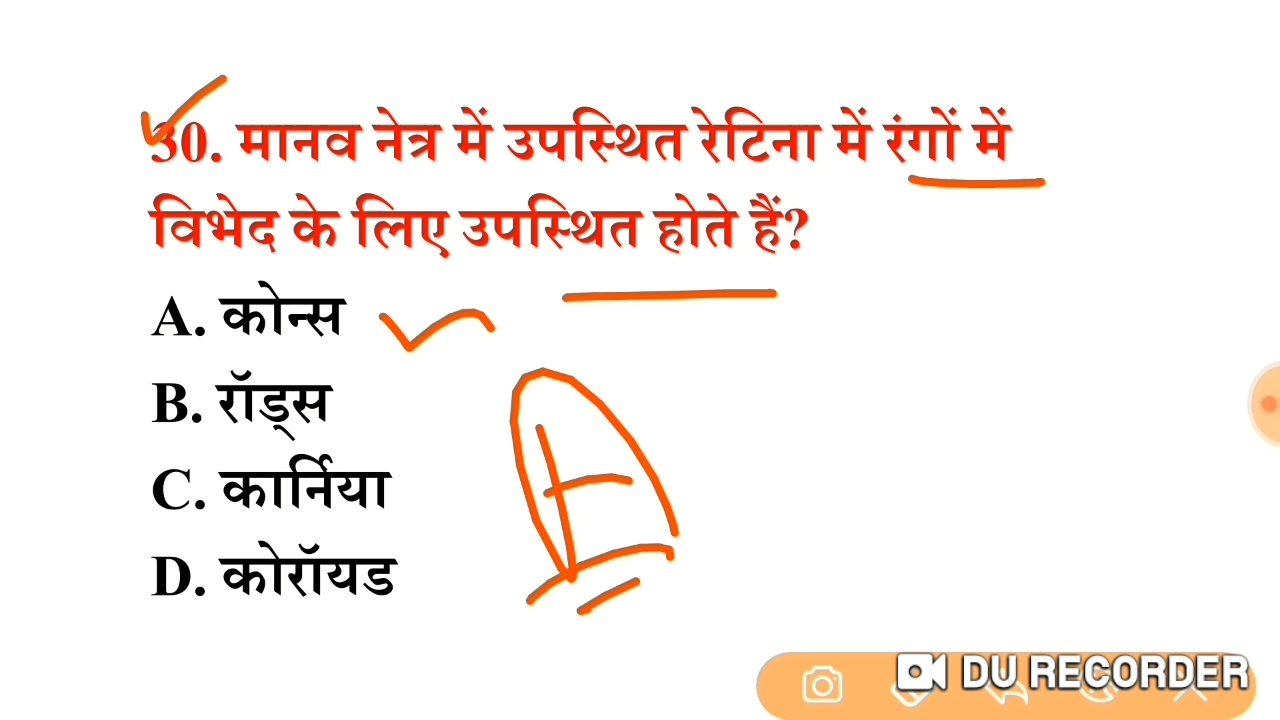 30. मानव नेत्र में उपस्थित रेटिना में रंगों में
विभेद के लिए उपस्थित होते हैं?
A. कोन्स
B. रॉड्स
C. कार्निया
D. कोरॉयड
DU RECORDER